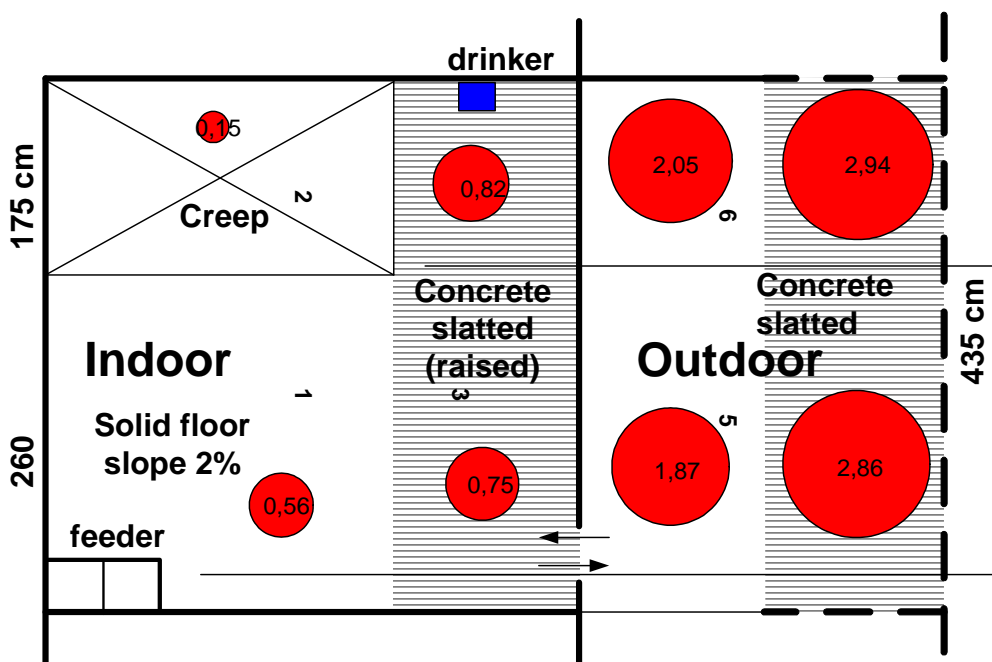 drinker
0,15
175 cm
2
Creep
0,82
2,05
6
2,94
Concrete
slatted
(raised)
Concrete
slatted
Indoor
Outdoor
435 cm
1
3
5
Solid floor
slope 2%
260
0,56
0,75
1,87
2,86
feeder